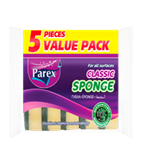 5 PIECES
VALUE PACK
Parex
For all surfaces
CLASSIC
SPONGE